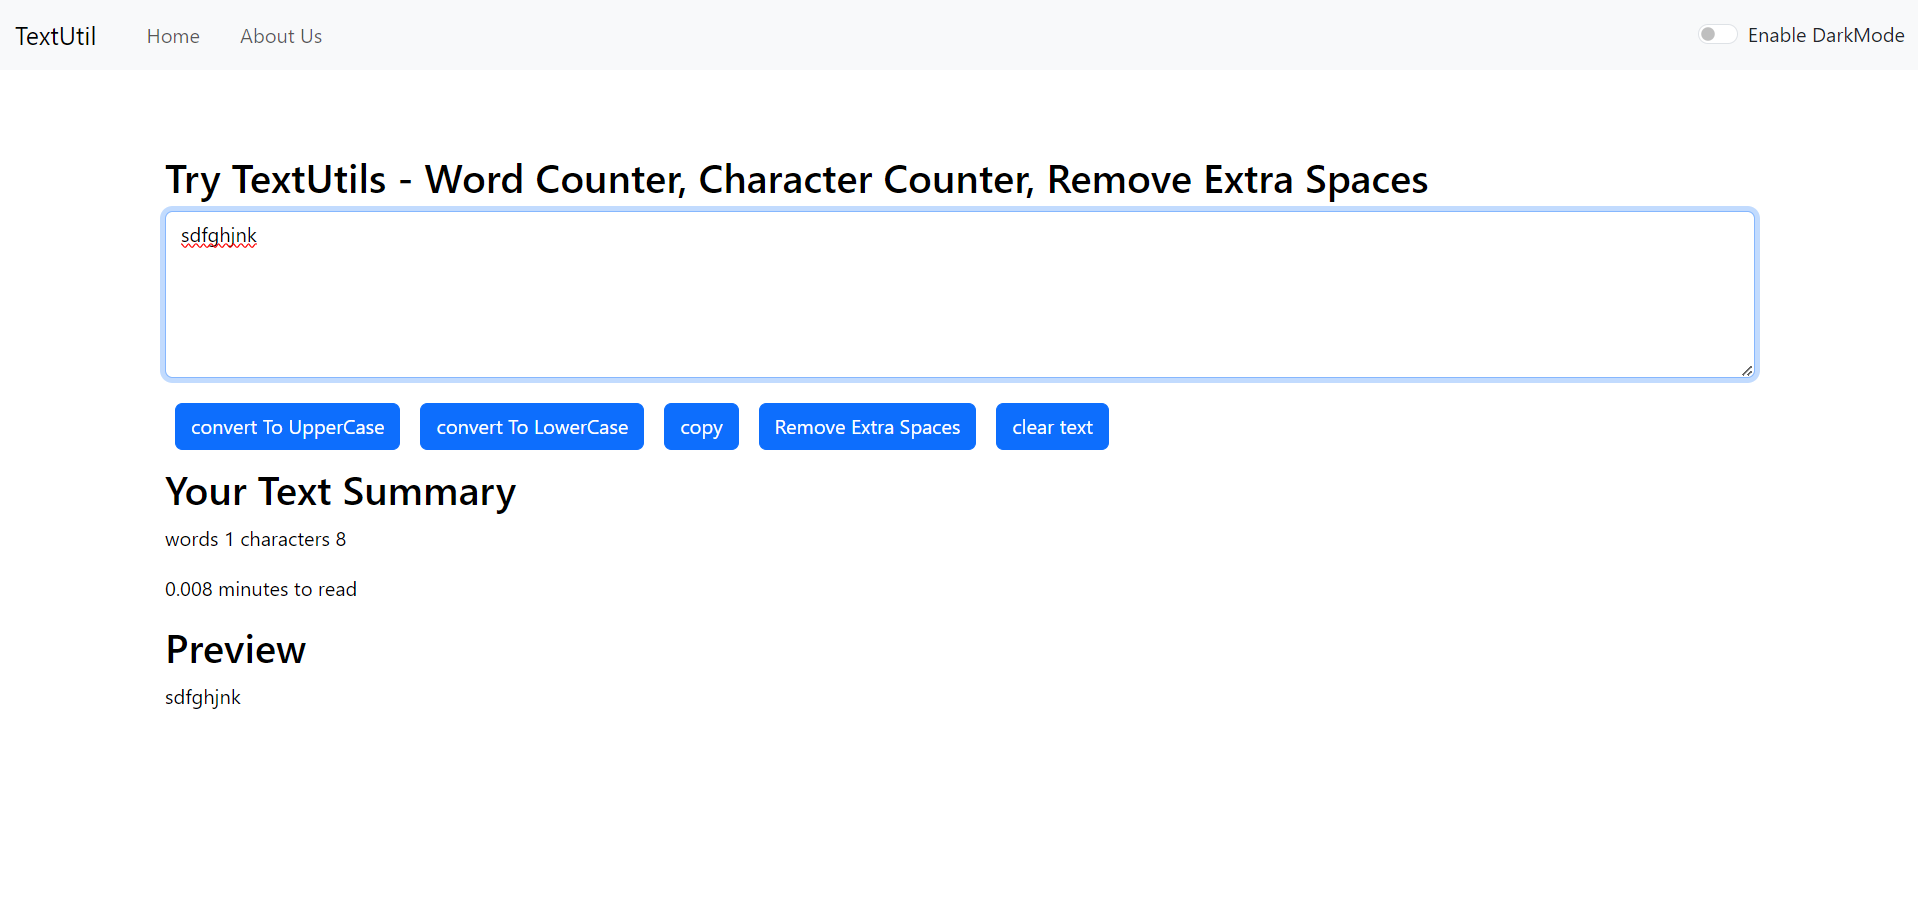 TextUtil Home About Us Enable DarkMode
Try TextUtils - Word Counter, Character Counter, Remove Extra Spaces
sdfghjnk
convert To UpperCase convert To LowerCase copy Remove Extra Spaces clear text
Your Text Summary
words 1 characters 8
0.008 minutes to read
Preview
sdfghjnk